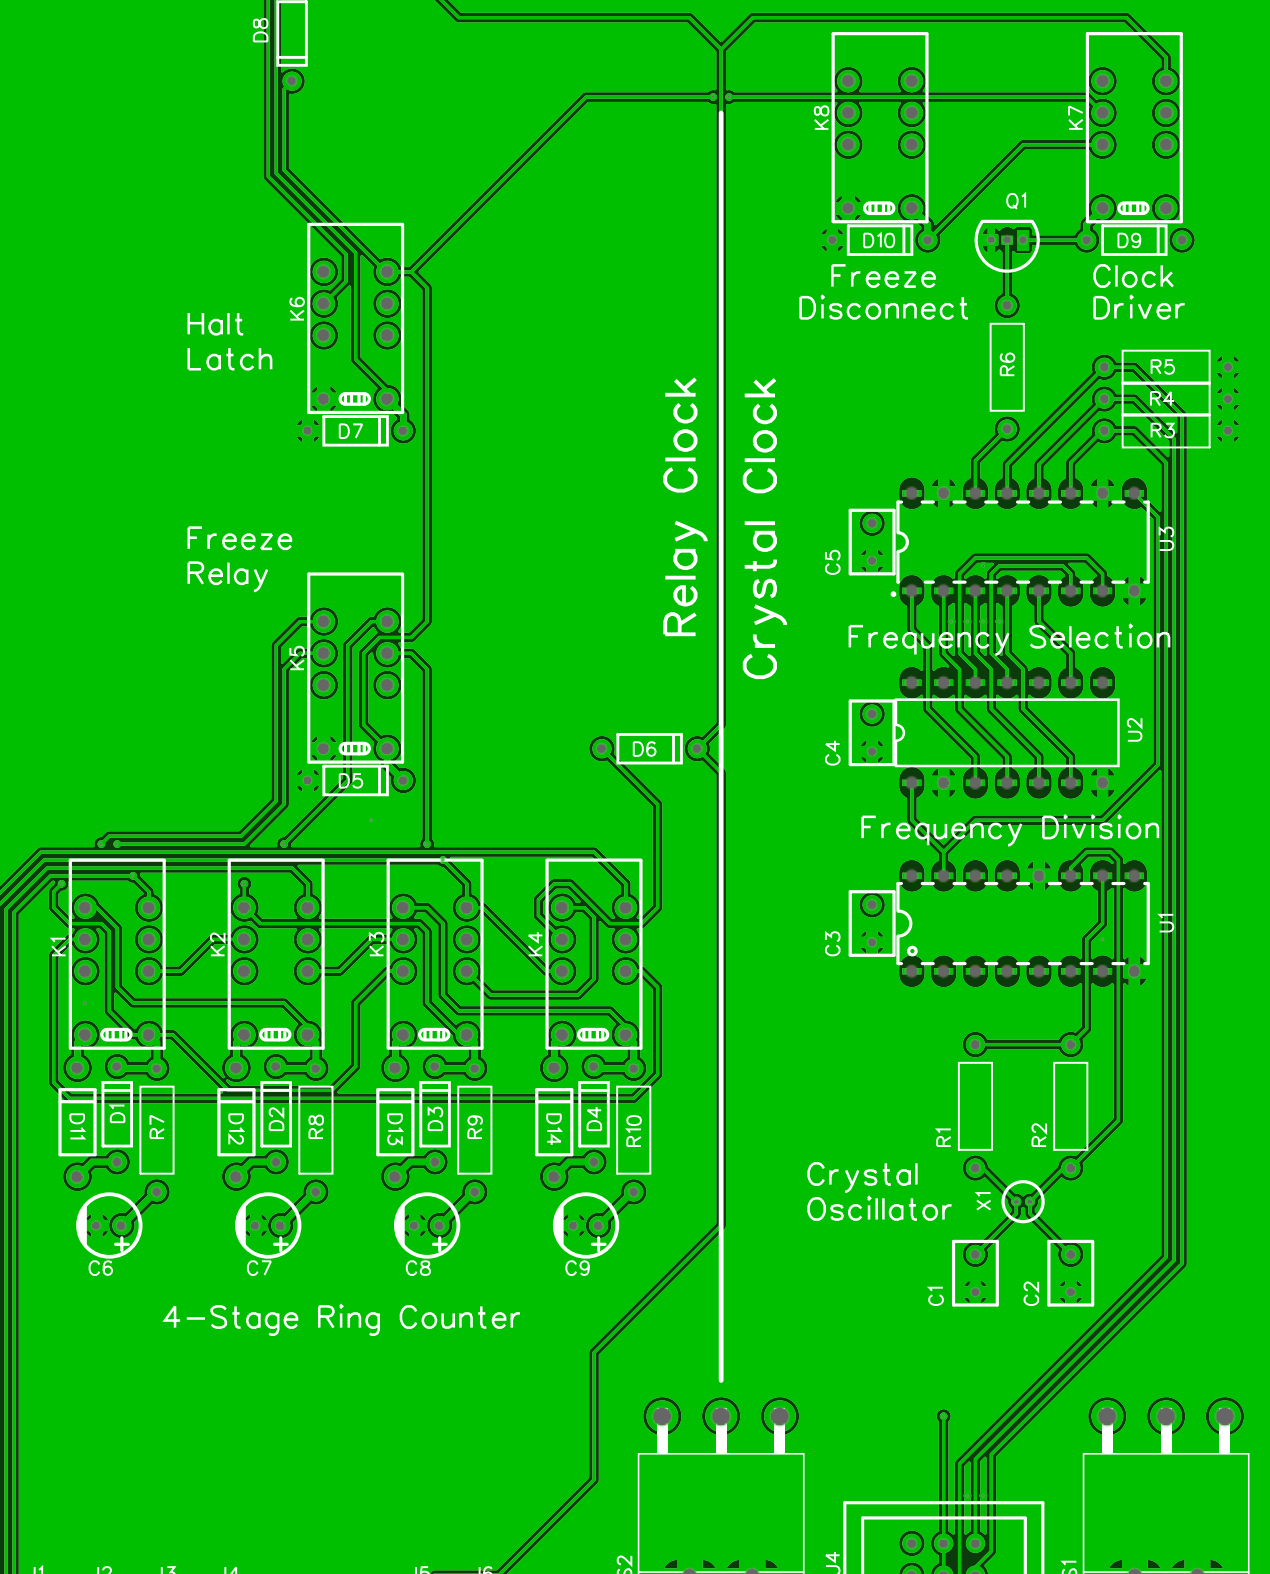 D8
K8
K7
Q1
D10
D9
Freeze
Disconnect
Clock
Driver
K6
Halt
Latch
D7
R6
R5
R4
R3
Relay Clock
Crystal Clock
C5
U3
Freeze
Relay
K5
D5
Frequency Selection
D6
C4
U2
Frequency Division
K1
K2
K3
K4
C3
U1
D11
D1
R7
D12
D2
R8
D13
D3
R9
D14
D4
R10
R1
R2
Crystal
Oscillator
X1
+
+
+
+
C6
C7
C8
C9
C1
C2
4-Stage Ring Counter
S2
U4
S1